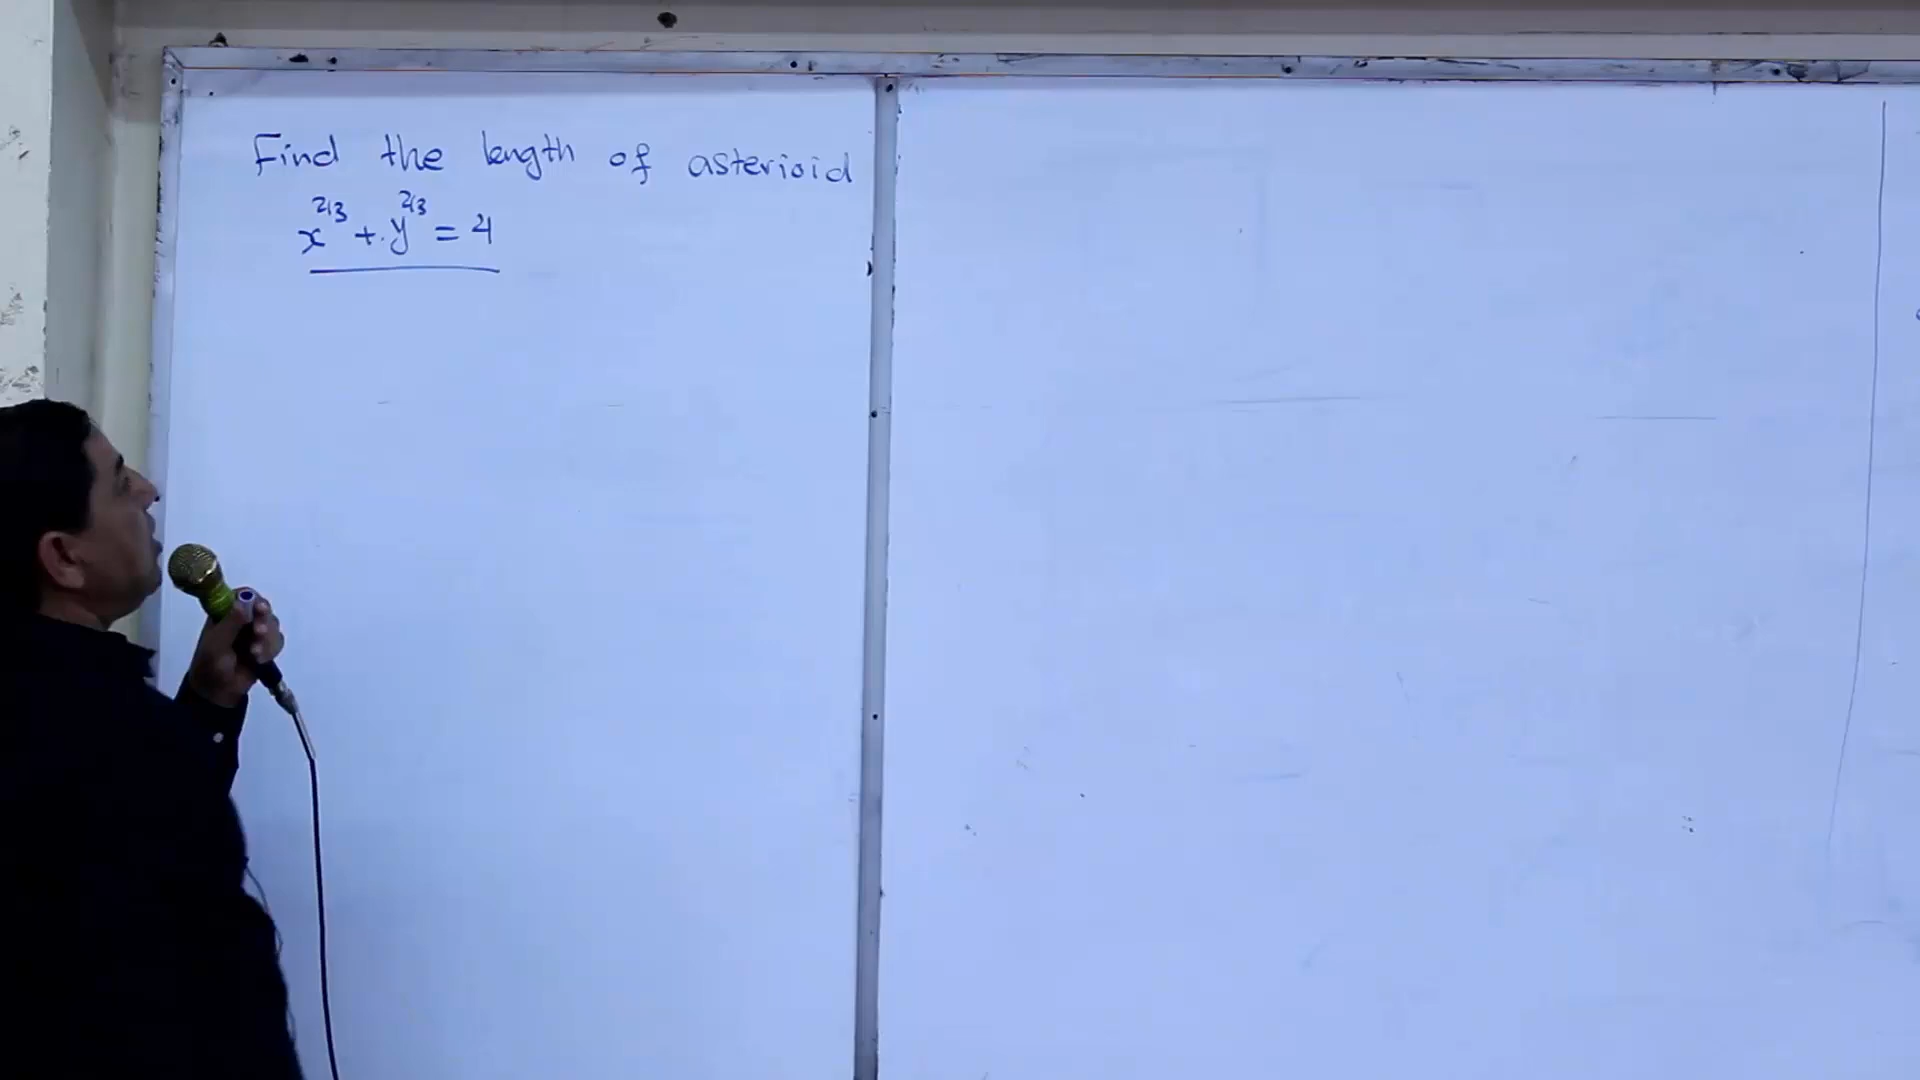 Find the length of asterioid
x^{2/3} + y^{2/3} = 4